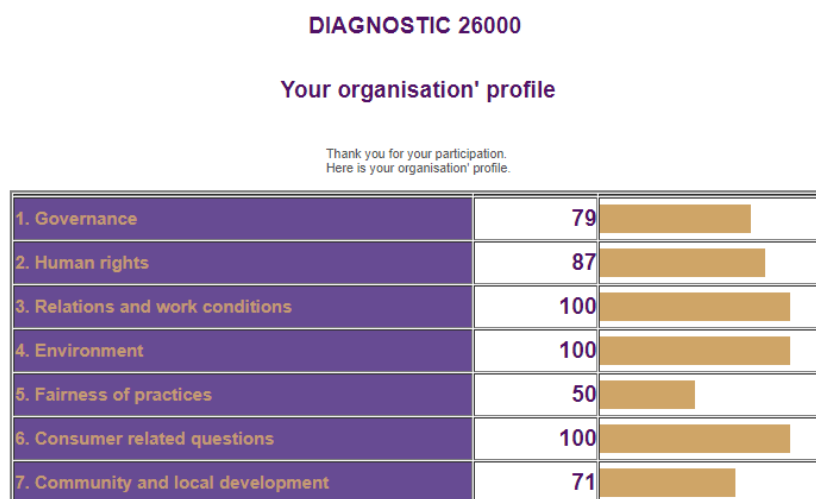 DIAGNOSTIC 26000
Your organisation' profile
Thank you for your participation.
Here is your organisation' profile.
1. Governance 79
2. Human rights 87
3. Relations and work conditions 100
4. Environment 100
5. Fairness of practices 50
6. Consumer related questions 100
7. Community and local development 71